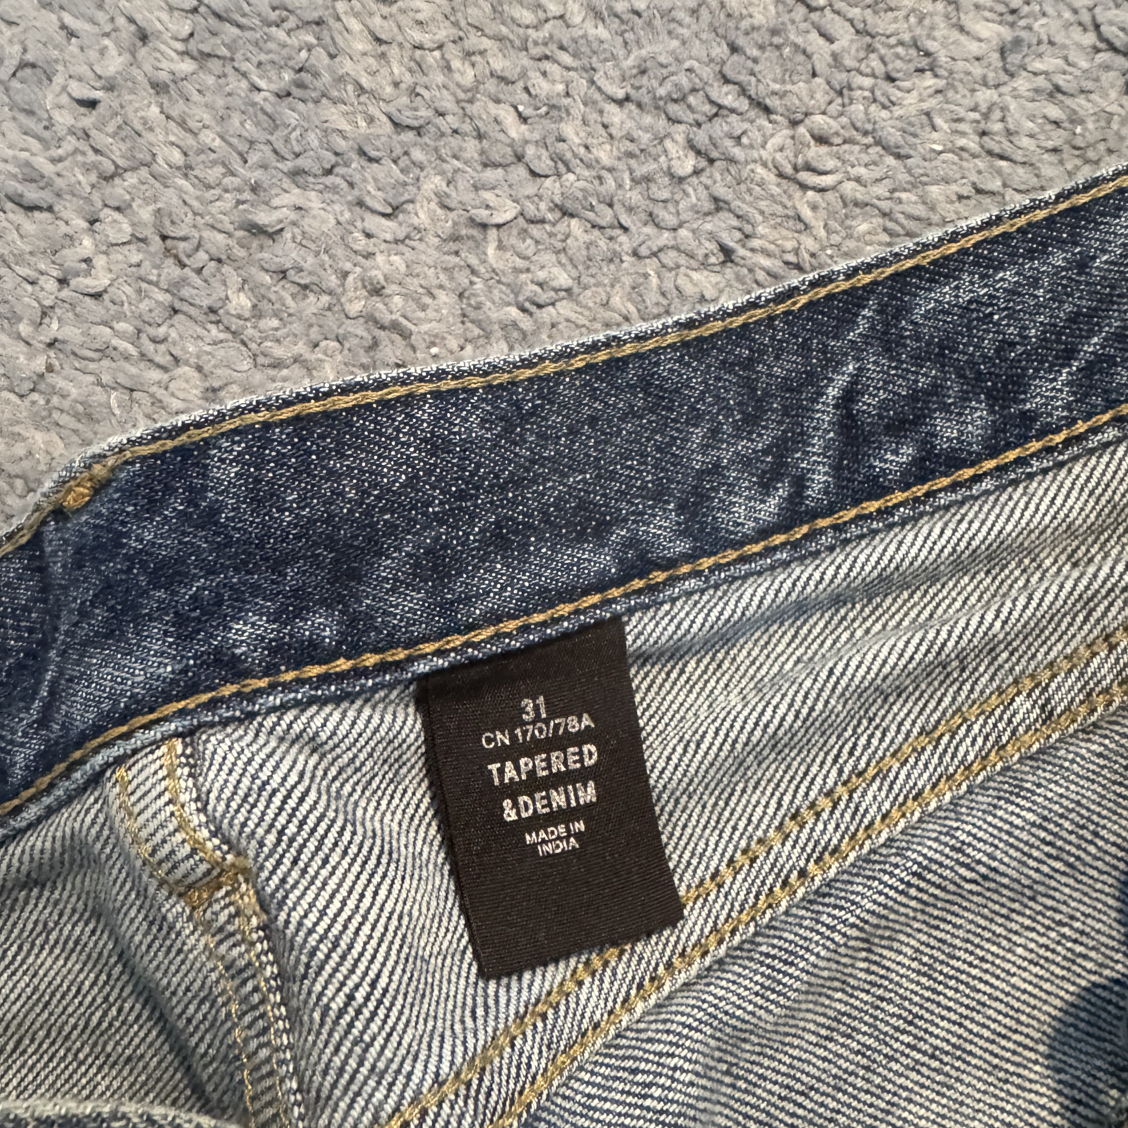 31
CN 170/78A
TAPERED
&DENIM
MADE IN
INDIA